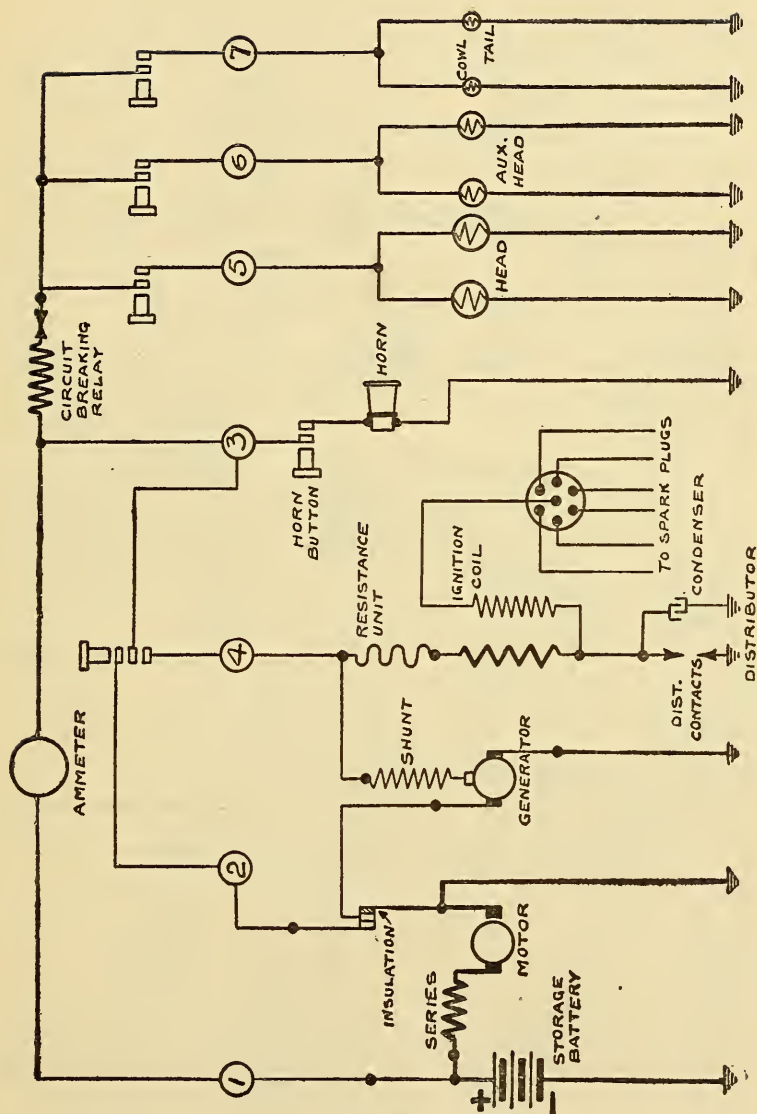 7
COWL
TAIL
6
AUX.
HEAD
5
HEAD
CIRCUIT
BREAKING
RELAY
3
HORN
BUTTON
HORN
TO SPARK PLUGS
CONDENSER
DISTRIBUTOR
DIST.
CONTACTS
IGNITION
COIL
RESISTANCE
UNIT
4
AMMETER
SHUNT
GENERATOR
2
INSULATION
MOTOR
SERIES
1
+
STORAGE
BATTERY
-